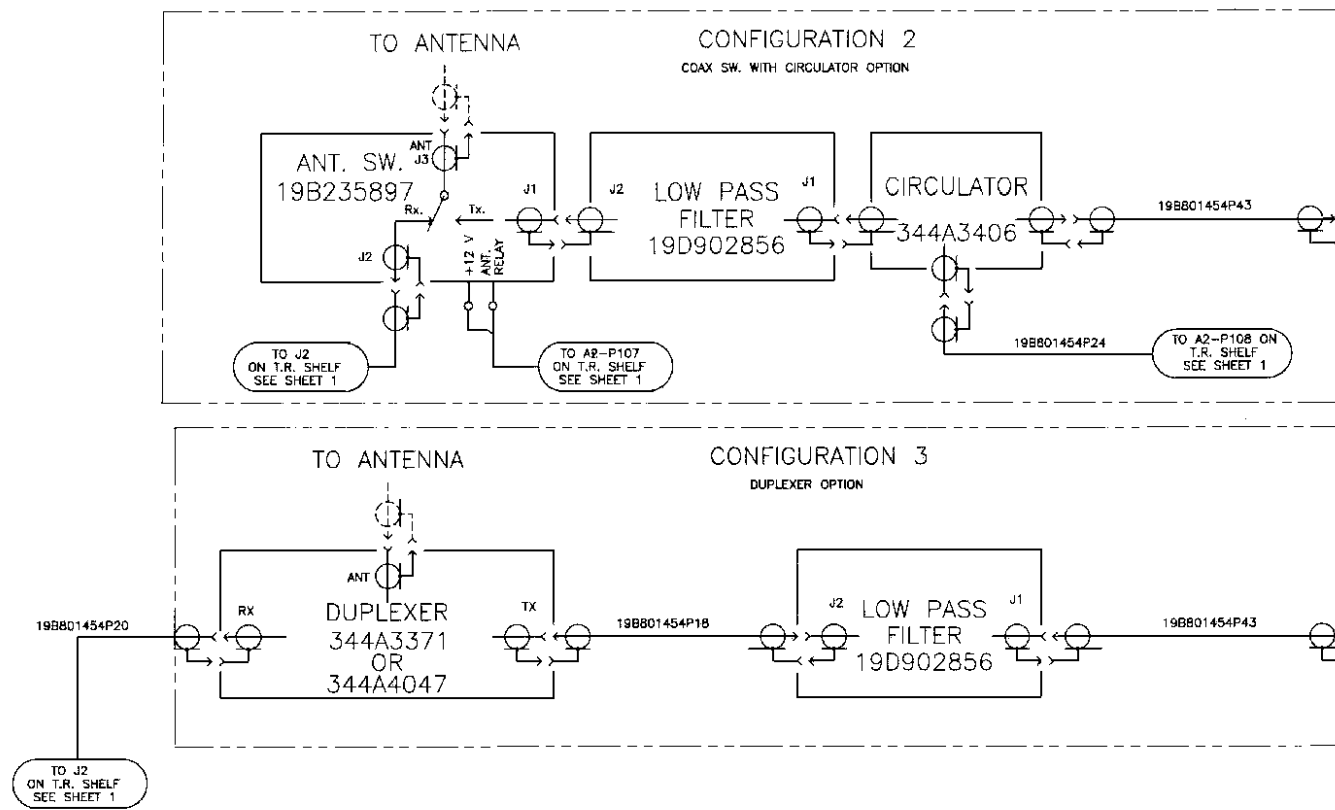 TO ANTENNA
CONFIGURATION 2
COAX SW. WITH CIRCULATOR OPTION
ANT
J3
ANT. SW.
19B235897
Rx.
Tx.
J1
J2
+12 V
ANT.
RELAY
J2
LOW PASS
FILTER
19D902856
J1
CIRCULATOR
344A3406
19B801454P43
19B801454P24
TO J2
ON T.R. SHELF
SEE SHEET 1
TO A2-P107
ON T.R. SHELF
SEE SHEET 1
TO A2-P108 ON
T.R. SHELF
SEE SHEET 1
TO ANTENNA
CONFIGURATION 3
DUPLEXER OPTION
ANT
19B801454P20
RX
DUPLEXER
344A3371
OR
344A4047
TX
19B801454P18
J2
LOW PASS
FILTER
19D902856
J1
19B801454P43
TO J2
ON T.R. SHELF
SEE SHEET 1